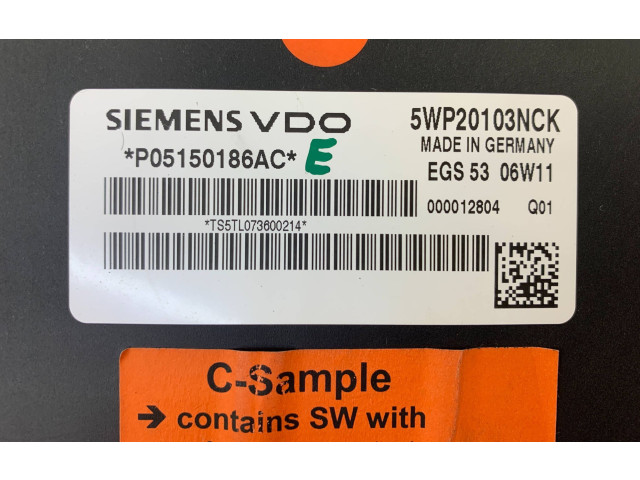 SIEMENS VDO
5WP20103NCK
MADE IN GERMANY
*P05150186AC* E
EGS 53 06W11
000012804 Q01
*TS5TL073600214*
C-Sample
→ contains SW with